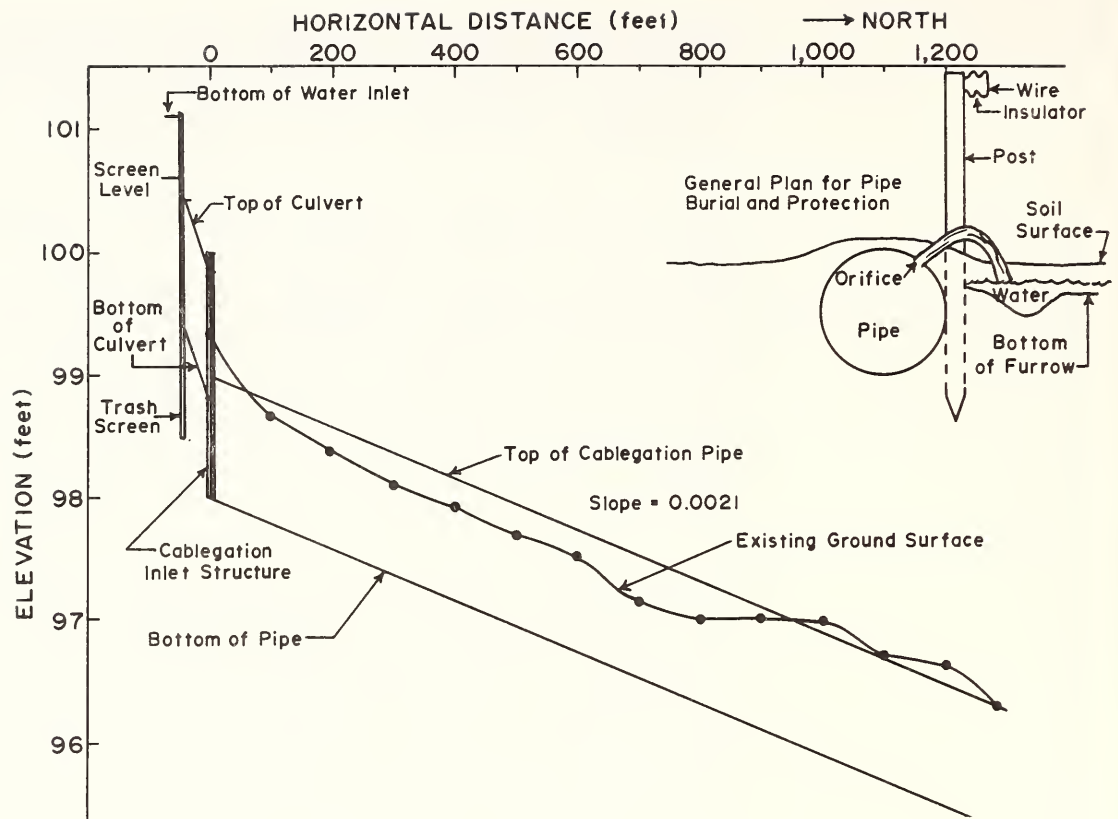 HORIZONTAL DISTANCE (feet)
NORTH
0
200
400
600
800
1,000
1,200
Bottom of Water Inlet
Wire
Insulator
101
Screen
Level
Post
Top of Culvert
General Plan for Pipe
Burial and Protection
Soil
Surface
100
Orifice
Water
Bottom
of
Culvert
Pipe
Bottom
of Furrow
99
Trash
Screen
Top of Cablegation Pipe
98
Slope = 0.0021
Existing Ground Surface
Cablegation
Inlet Structure
97
Bottom of Pipe
96
ELEVATION (feet)